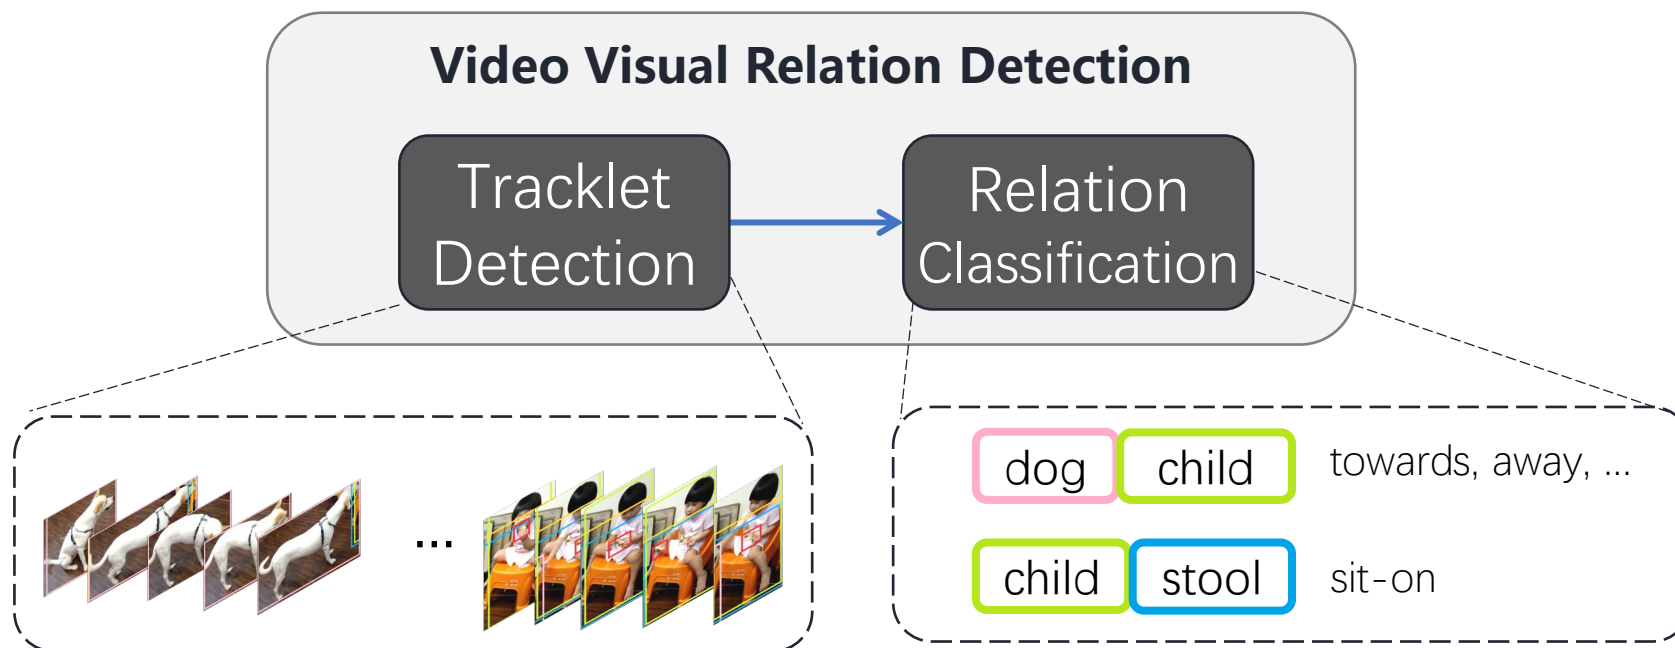 Video Visual Relation Detection
Tracklet
Detection
Relation
Classification
...
dog child towards, away, ...
child stool sit-on